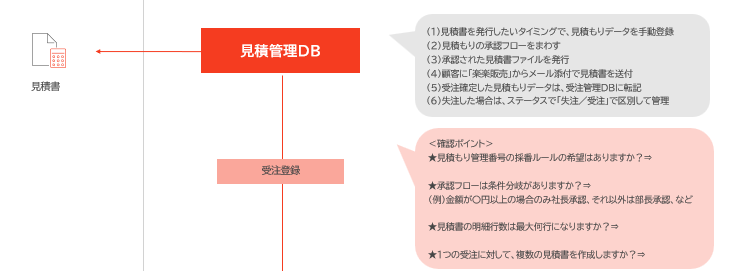 見積書
見積管理DB
受注登録
(1)見積書を発行したいタイミングで、見積もりデータを手動登録
(2)見積もりの承認フローをまわす
(3)承認された見積書ファイルを発行
(4)顧客に「楽楽販売」からメール添付で見積書を送付
(5)受注確定した見積もりデータは、受注管理DBに転記
(6)失注した場合は、ステータスで「失注/受注」で区別して管理
<確認ポイント>
★見積もり管理番号の採番ルールの希望はありますか?⇒
★承認フローは条件分岐がありますか?⇒
(例)金額が〇円以上の場合のみ社長承認、それ以外は部長承認、など
★見積書の明細行数は最大何行になりますか?⇒
★1つの受注に対して、複数の見積書を作成しますか?⇒